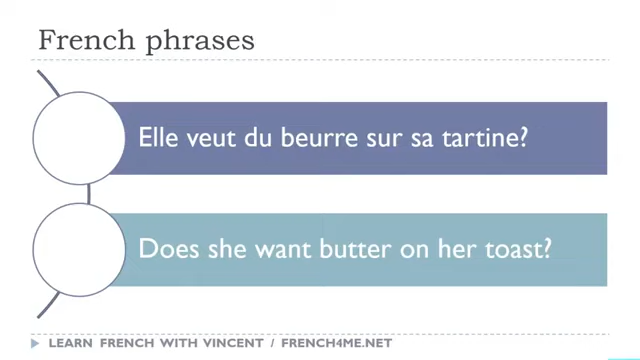 French phrases
Elle veut du beurre sur sa tartine?
Does she want butter on her toast?
LEARN FRENCH WITH VINCENT / FRENCH4ME.NET